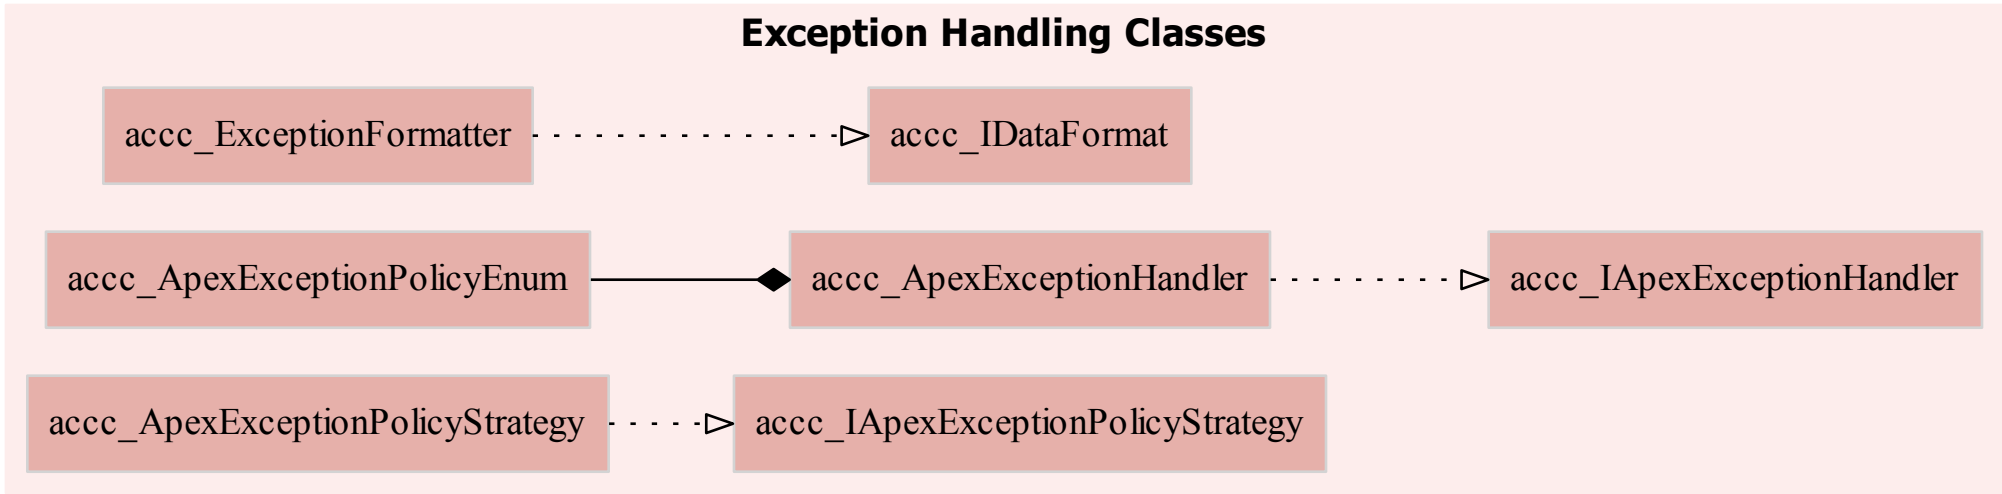 Exception Handling Classes
accc_ExceptionFormatter
accc_IDataFormat
accc_ApexExceptionPolicyEnum
accc_ApexExceptionHandler
accc_IApexExceptionHandler
accc_ApexExceptionPolicyStrategy
accc_IApexExceptionPolicyStrategy